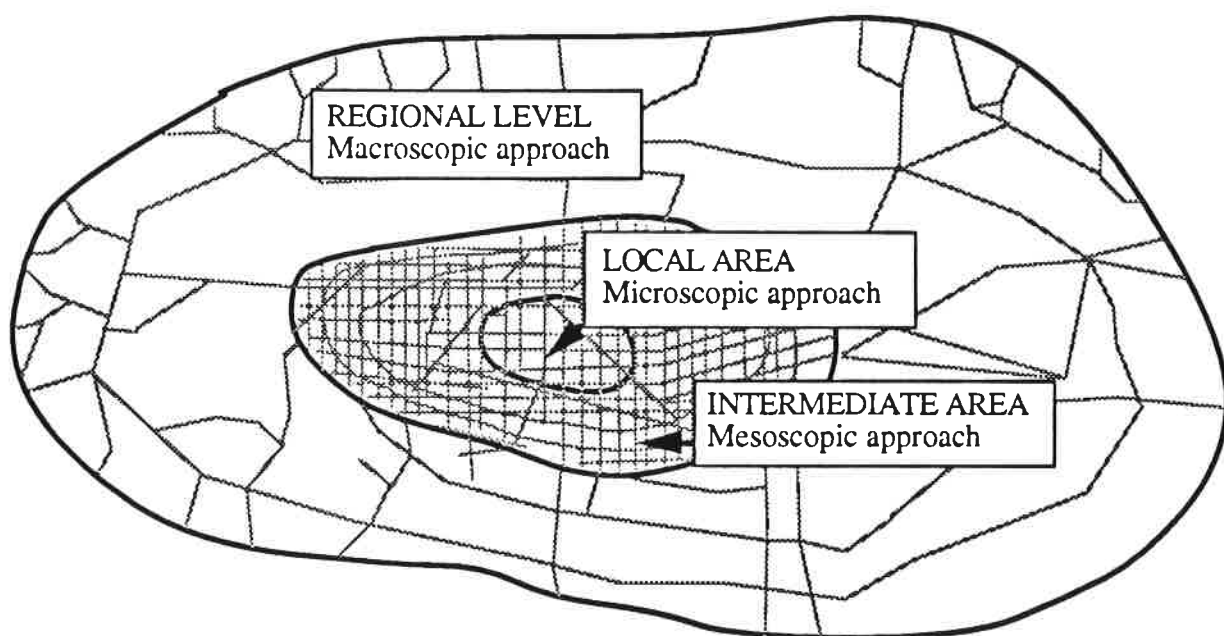 REGIONAL LEVEL
Macroscopic approach
LOCAL AREA
Microscopic approach
INTERMEDIATE AREA
Mesoscopic approach